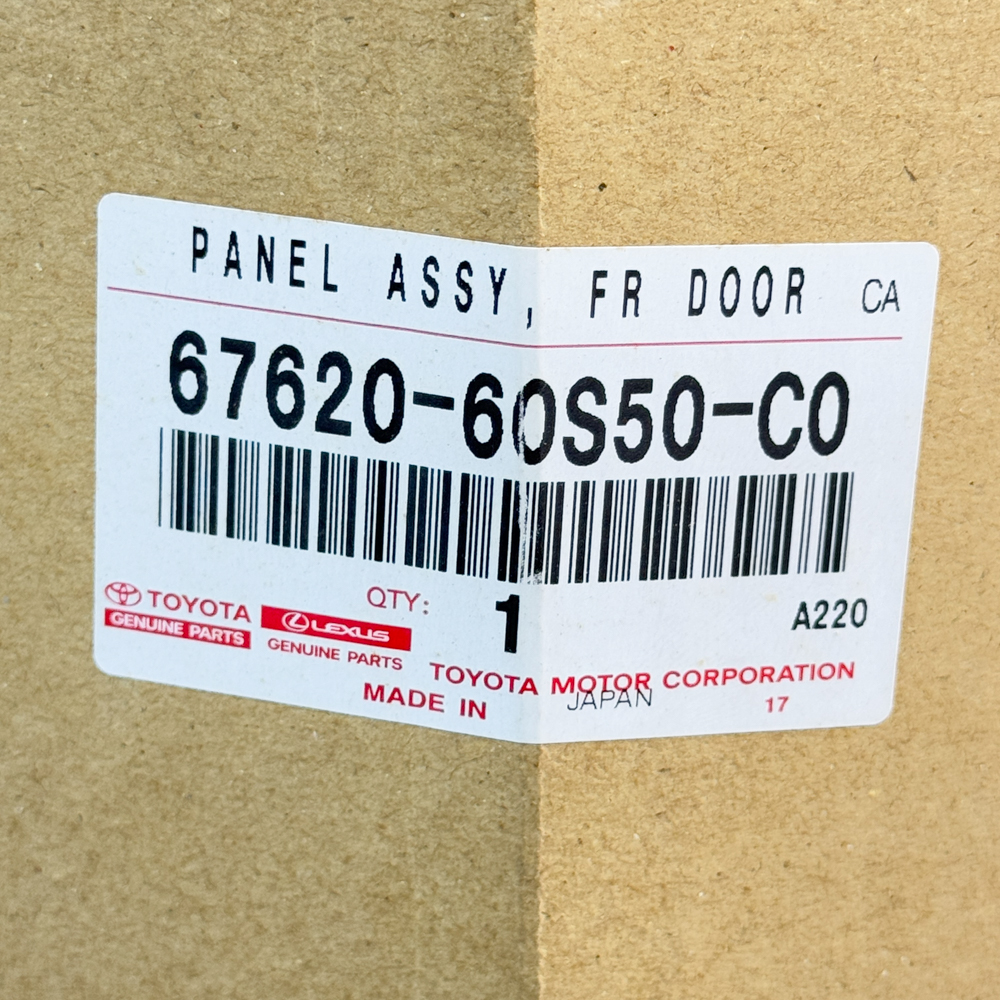 PANEL ASSY, FR DOOR CA
67620-60S50-C0
TOYOTA
GENUINE PARTS
LEXUS
GENUINE PARTS
QTY: 1
A220
TOYOTA MOTOR CORPORATION
MADE IN JAPAN 17